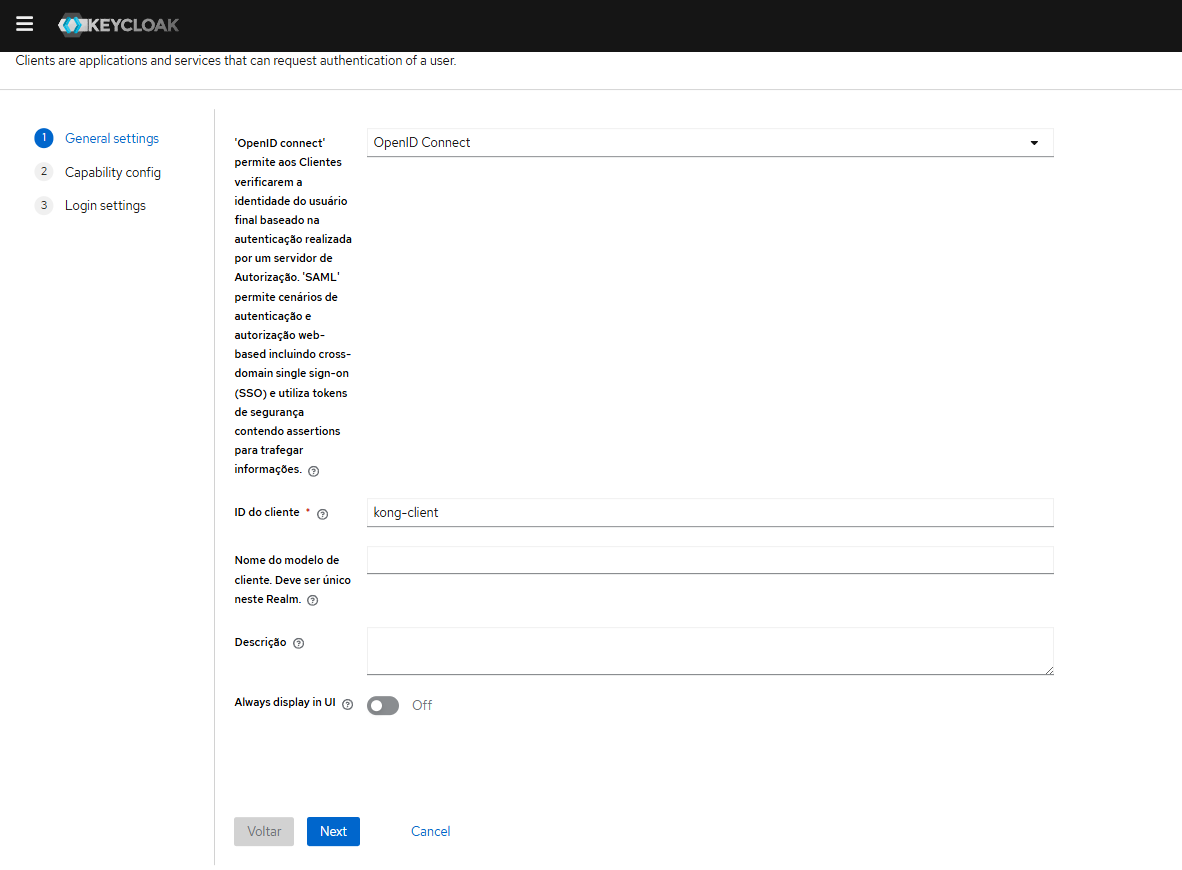 KEYCLOAK
Clients are applications and services that can request authentication of a user.
1 General settings
2 Capability config
3 Login settings
'OpenID connect'
permite aos Clientes
verificarem a
identidade do usuário
final baseado na
autenticação realizada
por um servidor de
Autorização. 'SAML'
permite cenários de
autenticação e
autorização web-
based incluindo cross-
domain single sign-on
(SSO) e utiliza tokens
de segurança
contendo assertions
para trafegar
informações.
OpenID Connect
ID do cliente *
kong-client
Nome do modelo de
cliente. Deve ser único
neste Realm.
Descrição
Always display in UI
Off
Voltar
Next
Cancel